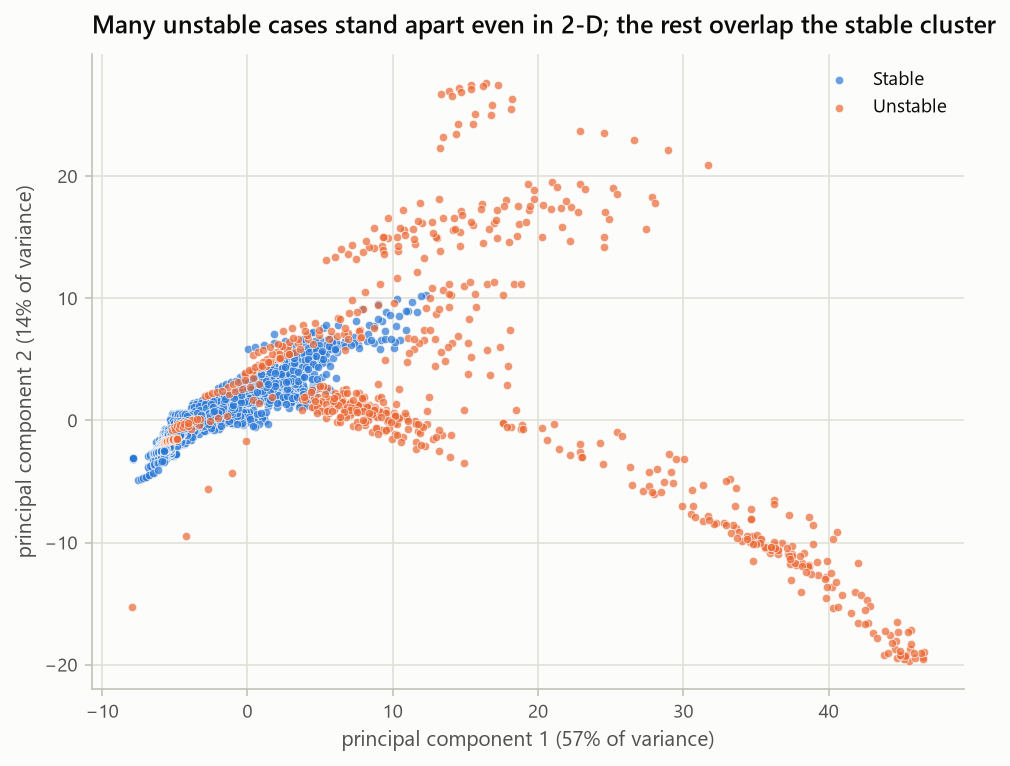 Many unstable cases stand apart even in 2-D; the rest overlap the stable cluster
Stable
Unstable
principal component 2 (14% of variance)
20
10
0
−10
−20
−10
0
10
20
30
40
principal component 1 (57% of variance)